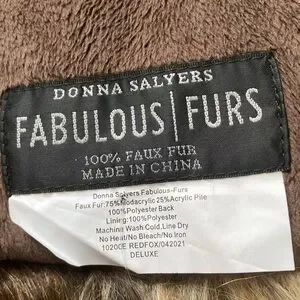 DONNA SALYERS
FABULOUS | FURS
100% FAUX FUR
MADE IN CHINA
Donna Salyers Fabulous-Furs
Faux Fur:75%Modacrylic25%Acrylic Pile
100%Polyester Back
Lining:100%Polyester
Machine Wash Cold,Line Dry
No Heat/No Bleach/No Iron
1020CE REDFOX/042021
DELUXE